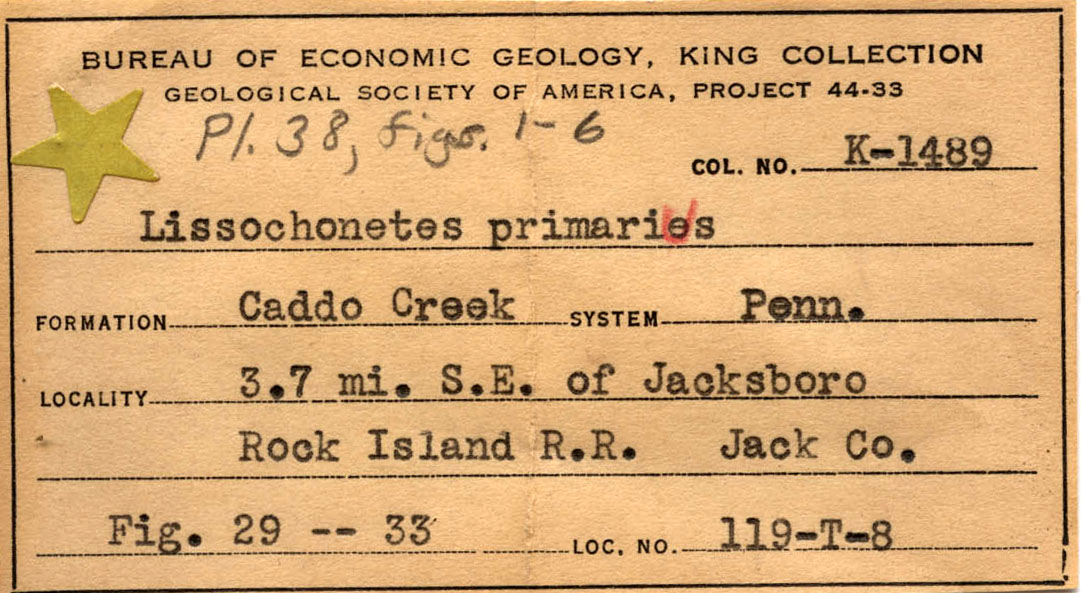 BUREAU OF ECONOMIC GEOLOGY, KING COLLECTION
GEOLOGICAL SOCIETY OF AMERICA, PROJECT 44-33
Pl. 38, figs. 1-6
COL. NO. K-1489
Lissochonetes primarius
FORMATION Caddo Creek SYSTEM Penn.
LOCALITY 3.7 mi. S.E. of Jacksboro
Rock Island R.R. Jack Co.
Fig. 29 -- 33 LOC. NO. 119-T-8